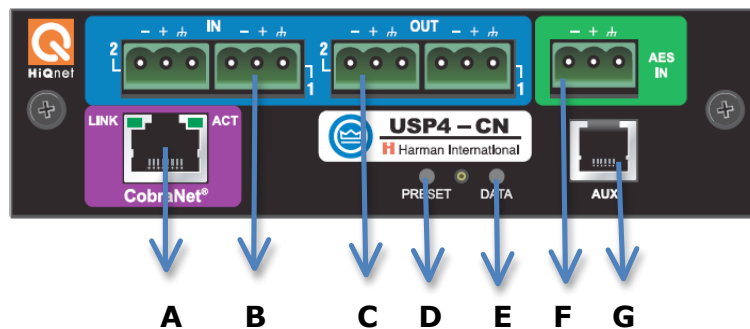 IN
OUT
− + − +
− + − +
− +
2
1
2
1
AES
IN
HiQnet
LINK
ACT
CobraNet®
USP4 – CN
H Harman International
PRESET
DATA
AUX
A B C D E F G